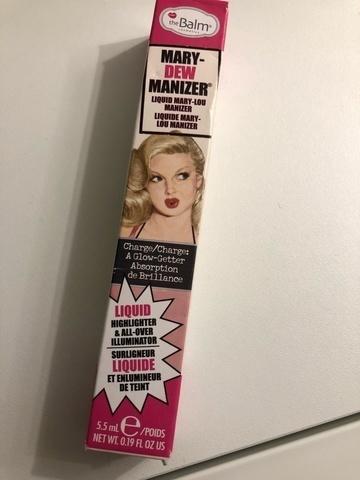 theBalm®
cosmetics
MARY-
DEW
MANIZER®
LIQUID MARY-LOU
MANIZER
LIQUIDE MARY-
LOU MANIZER
Charge/Charge:
A Glow-Getter
Absorption
de Brillance
LIQUID
HIGHLIGHTER
& ALL-OVER
ILLUMINATOR
SURLIGNEUR
LIQUIDE
ET ENLUMINEUR
DE TEINT
5.5 mL e/POIDS
NET WT. 0.19 FL OZ US